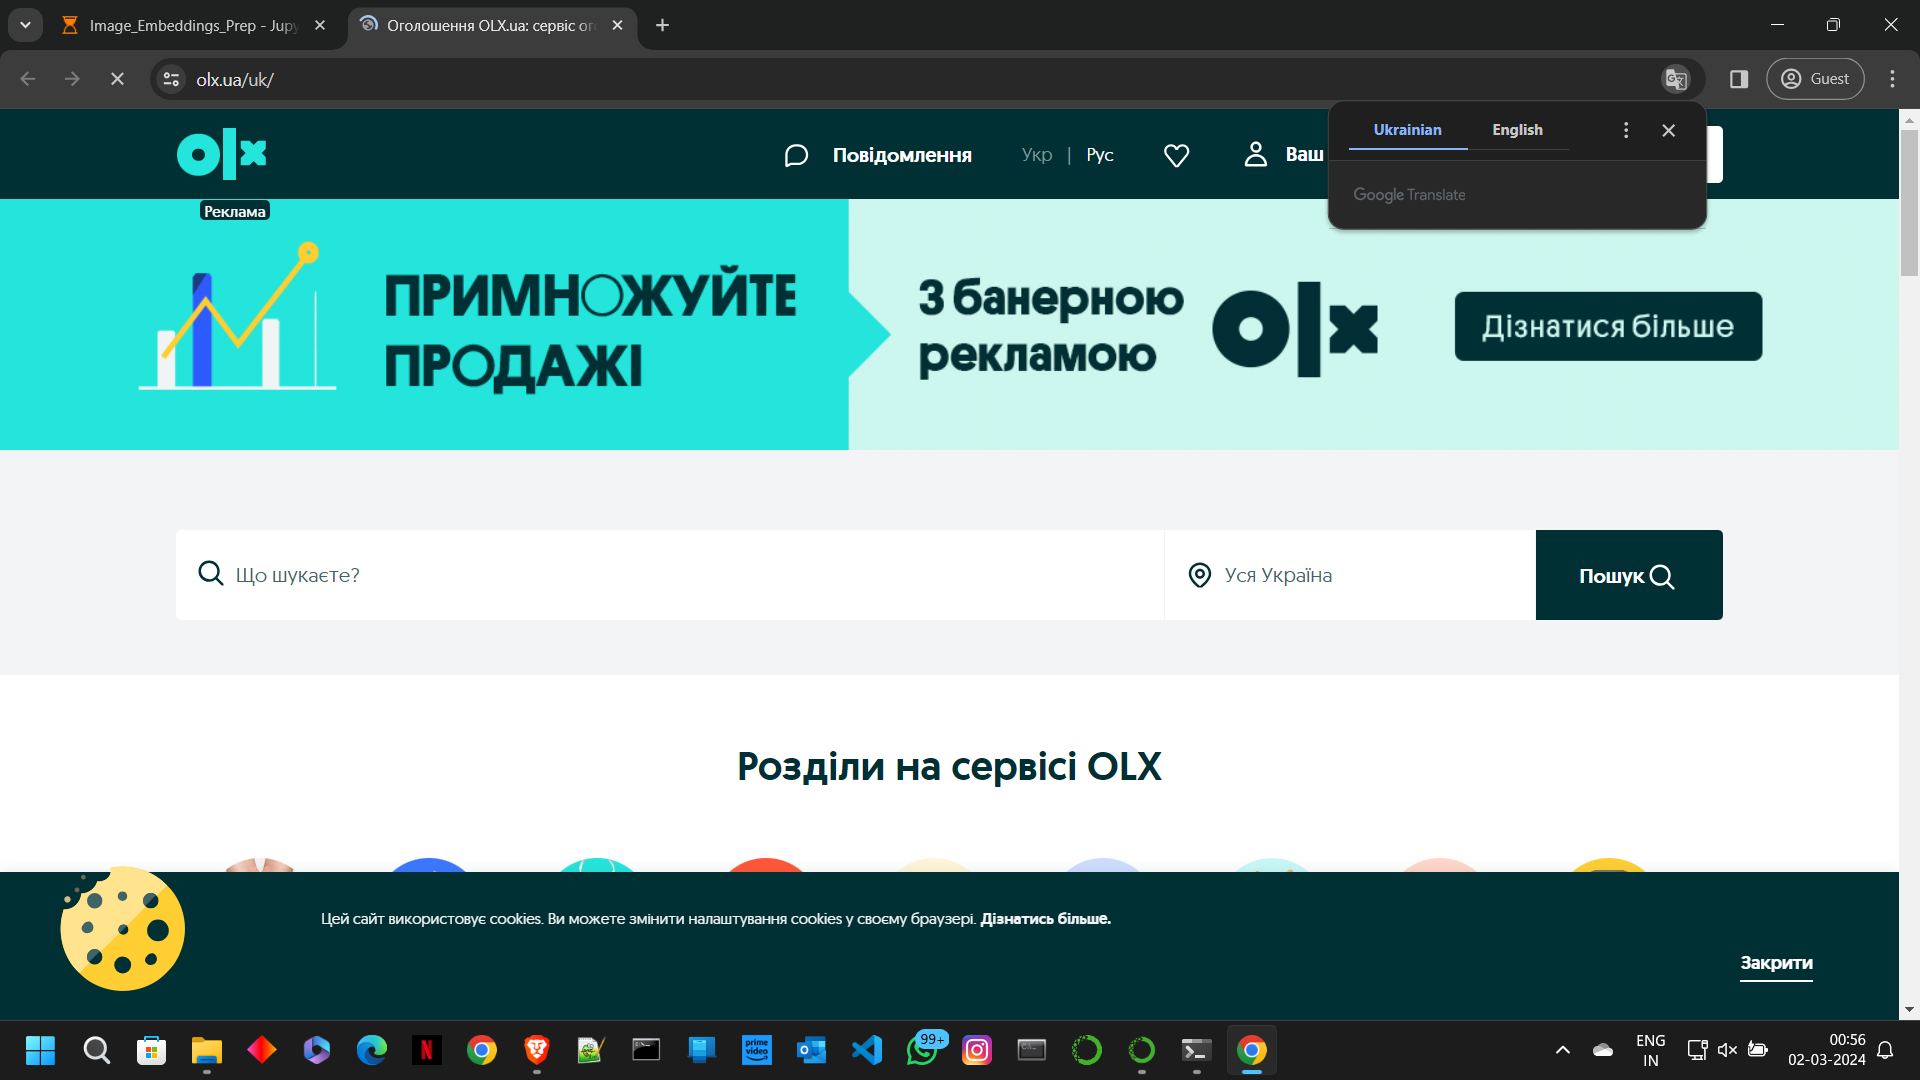 Image_Embeddings_Prep - Jupy
Оголошення OLX.ua: сервіс ог
olx.ua/uk/
Guest
Ukrainian
English
Google Translate
olx
Повідомлення
Укр | Рус
Ваш
Реклама
ПРИМНОЖУЙТЕ
ПРОДАЖІ
З банерною
рекламою
olx
Дізнатися більше
Що шукаєте?
Уся Україна
Пошук
Розділи на сервісі OLX
Цей сайт використовує cookies. Ви можете змінити налаштування cookies у своєму браузері. Дізнатись більше.
Закрити
N
prime
video
99+
ENG
IN
00:56
02-03-2024